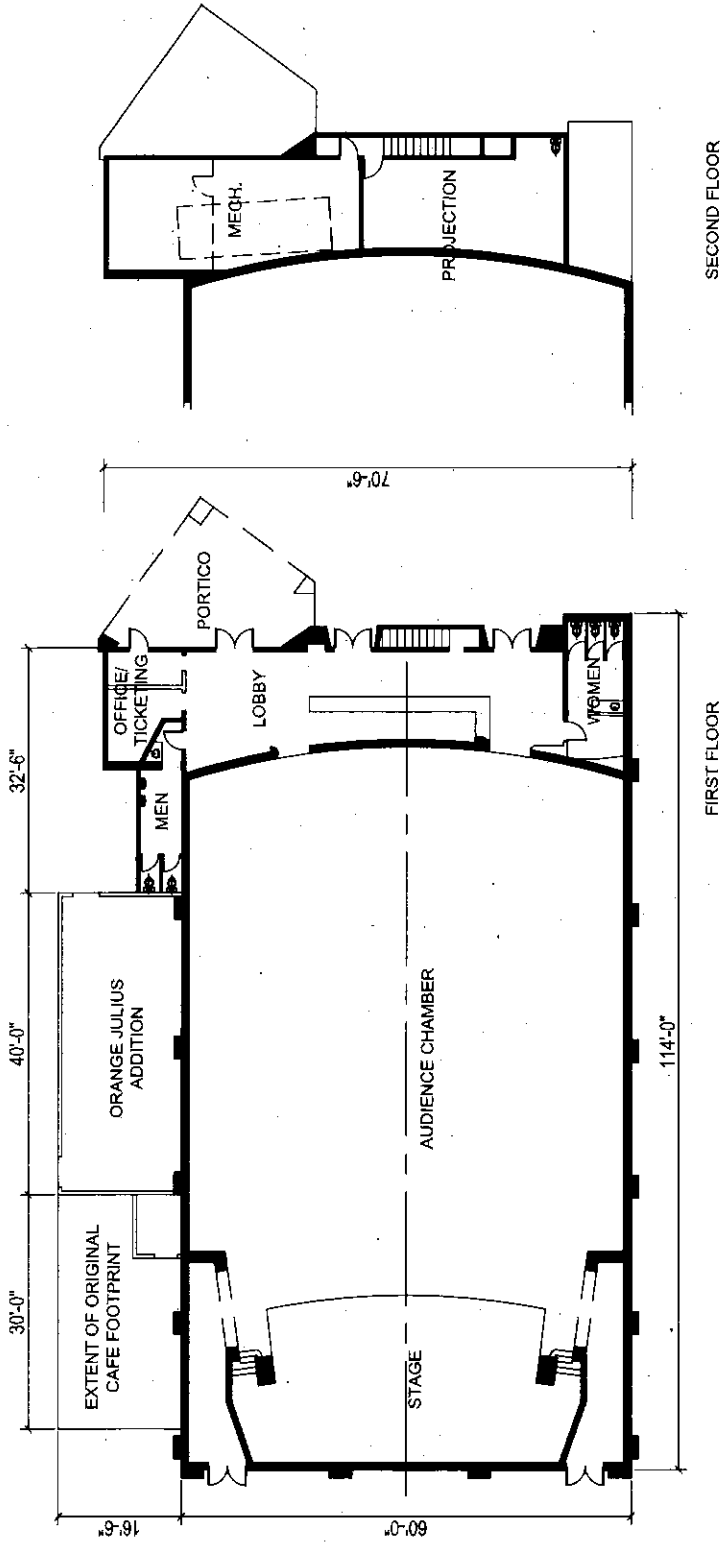 30'-0"
40'-0"
32'-6"
16'-6"
60'-0"
70'-6"
114'-0"
EXTENT OF ORIGINAL
CAFE FOOTPRINT
ORANGE JULIUS
ADDITION
MEN
OFFICE/
TICKETING
PORTICO
LOBBY
WOMEN
AUDIENCE CHAMBER
STAGE
FIRST FLOOR
MECH.
PROJECTION
SECOND FLOOR